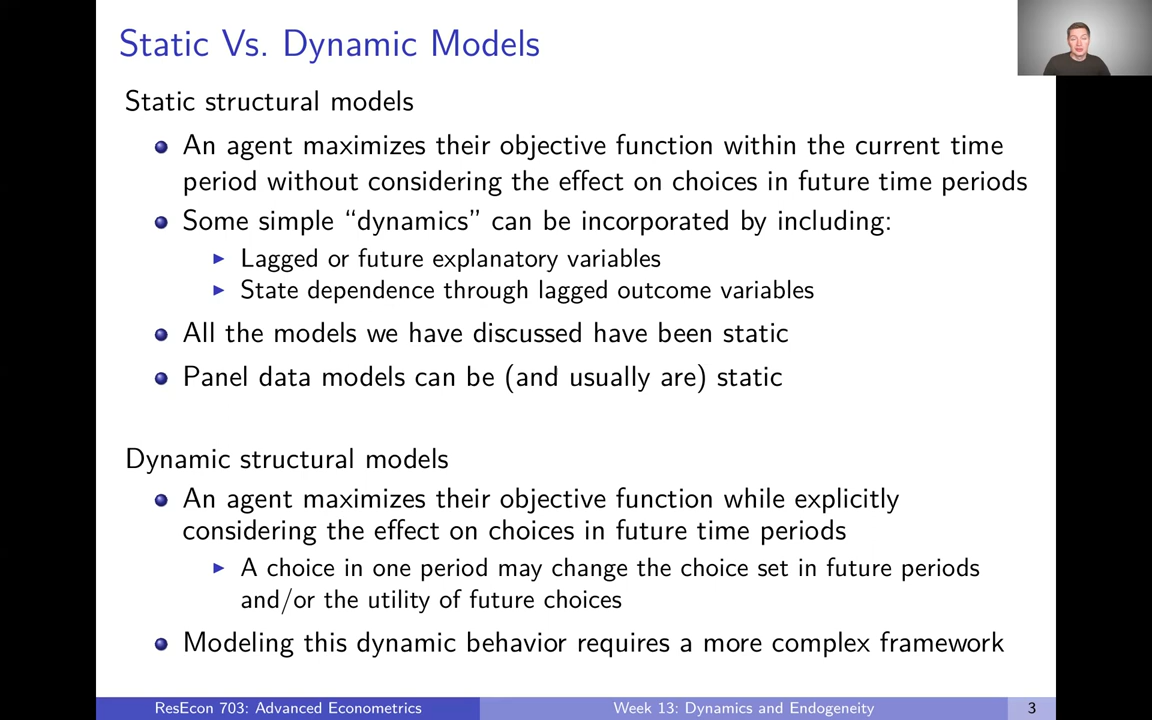 Static Vs. Dynamic Models
Static structural models
An agent maximizes their objective function within the current time
period without considering the effect on choices in future time periods
Some simple “dynamics” can be incorporated by including:
Lagged or future explanatory variables
State dependence through lagged outcome variables
All the models we have discussed have been static
Panel data models can be (and usually are) static
Dynamic structural models
An agent maximizes their objective function while explicitly
considering the effect on choices in future time periods
A choice in one period may change the choice set in future periods
and/or the utility of future choices
Modeling this dynamic behavior requires a more complex framework
ResEcon 703: Advanced Econometrics
Week 13: Dynamics and Endogeneity
3